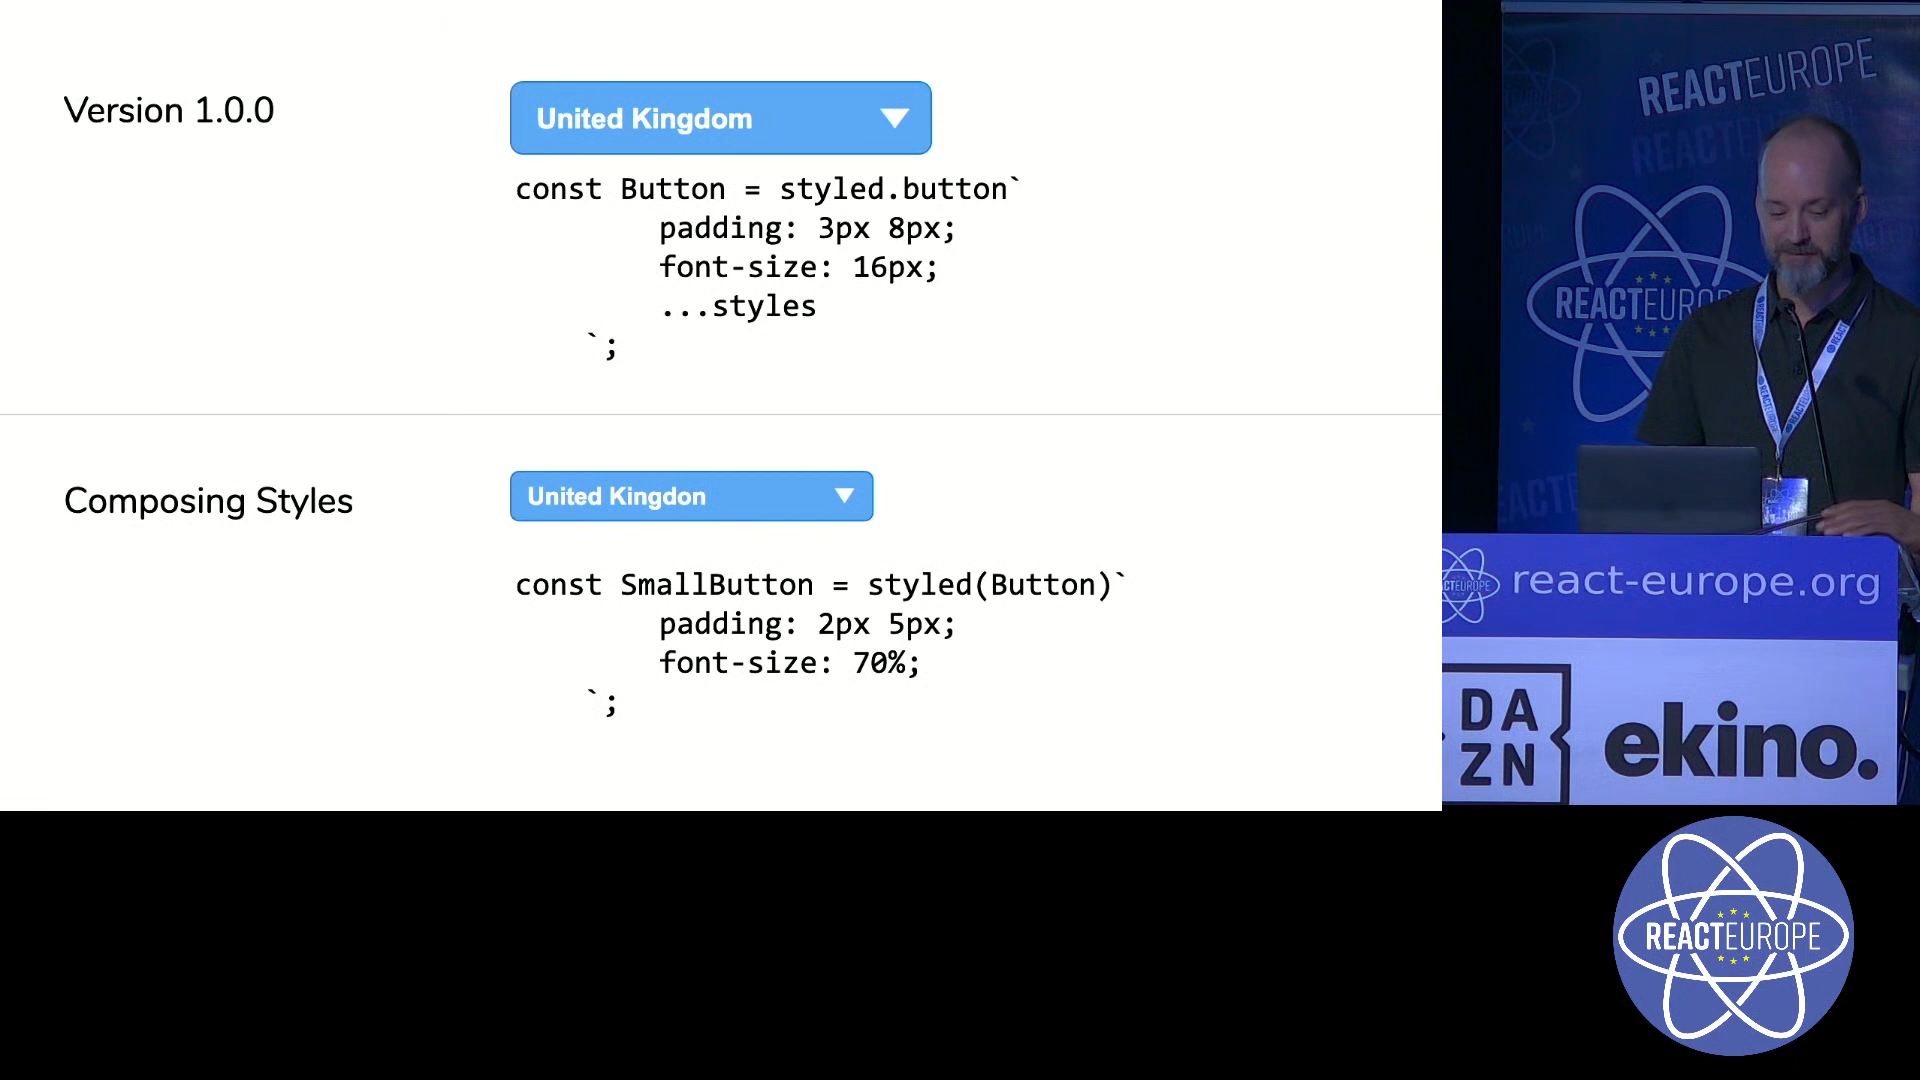 Version 1.0.0
United Kingdom
const Button = styled.button`
padding: 3px 8px;
font-size: 16px;
...styles
`;
Composing Styles
United Kingdon
const SmallButton = styled(Button)`
padding: 2px 5px;
font-size: 70%;
`;
REACTEUROPE
REACTEUROP
react-europe.org
DA
ZN
ekino.
REACTEUROPE